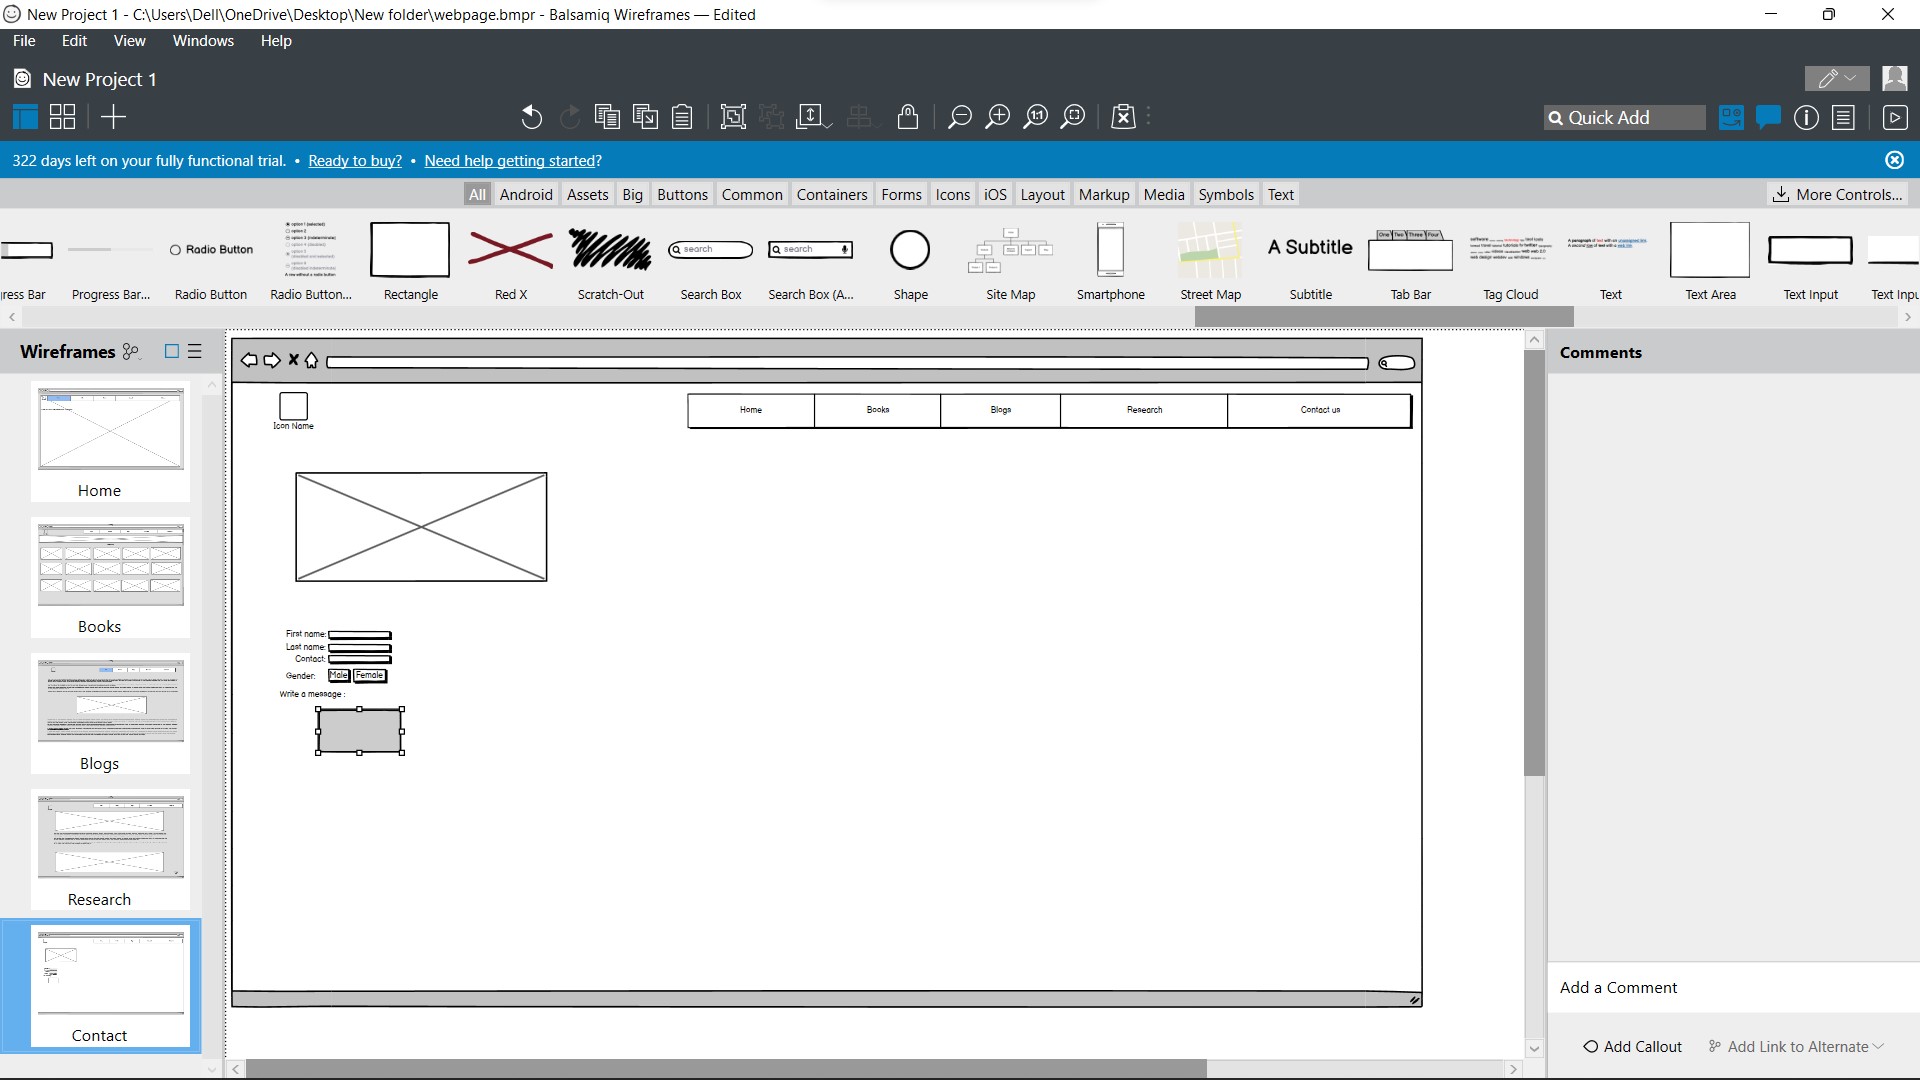 New Project 1 - C:\Users\Dell\OneDrive\Desktop\New folder\webpage.bmpr - Balsamiq Wireframes — Edited
File Edit View Windows Help
New Project 1
1:1
Quick Add
322 days left on your fully functional trial. • Ready to buy? • Need help getting started?
All Android Assets Big Buttons Common Containers Forms Icons iOS Layout Markup Media Symbols Text
More Controls...
Radio Button
search
search
A Subtitle
One Two Three Four
ress Bar Progress Bar... Radio Button Radio Button... Rectangle Red X Scratch-Out Search Box Search Box (A... Shape Site Map Smartphone Street Map Subtitle Tab Bar Tag Cloud Text Text Area Text Input Text Inpu
Wireframes
Home
Books
Blogs
Research
Contact
Icon Name
Home Books Blogs Research Contact us
First name:
Last name:
Contact:
Gender: Male Female
Write a message :
Comments
Add a Comment
Add Callout Add Link to Alternate